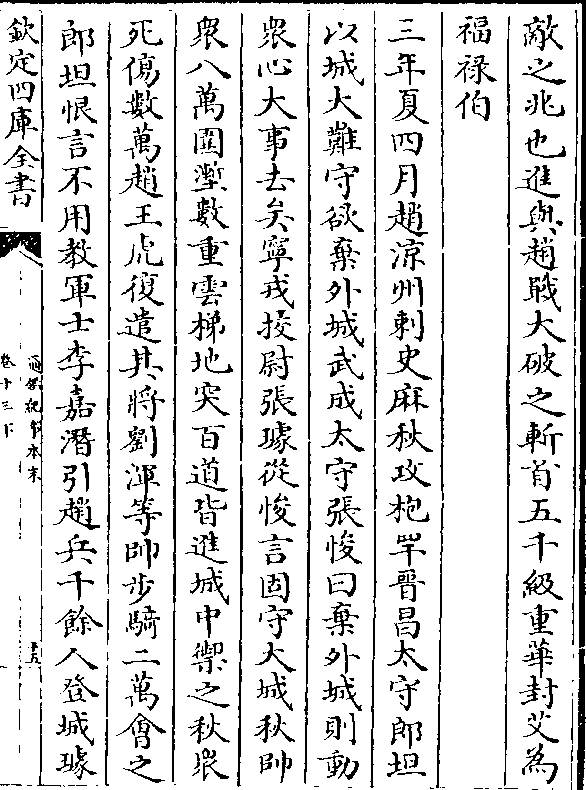 敵之兆也進與趙戰大破之斬首五千級重華封艾為
福祿伯
三年夏四月趙涼州刺史麻秋攻枹罕晉昌太守郎坦
以城大難守欲棄外城武成太守張悛曰棄外城則動
衆心大事去矣寧戎挍尉張璩從悛言固守大城秋帥
衆八萬圍塹數重雲梯地突百道皆進城中禦之秋衆
死傷數萬趙王虎復遣其將劉渾等帥步騎二萬會之
郎坦恨言不用教軍士李嘉潛引趙兵千餘人登城璩
欽定四庫全書
通鑑紀事本末
卷十三下